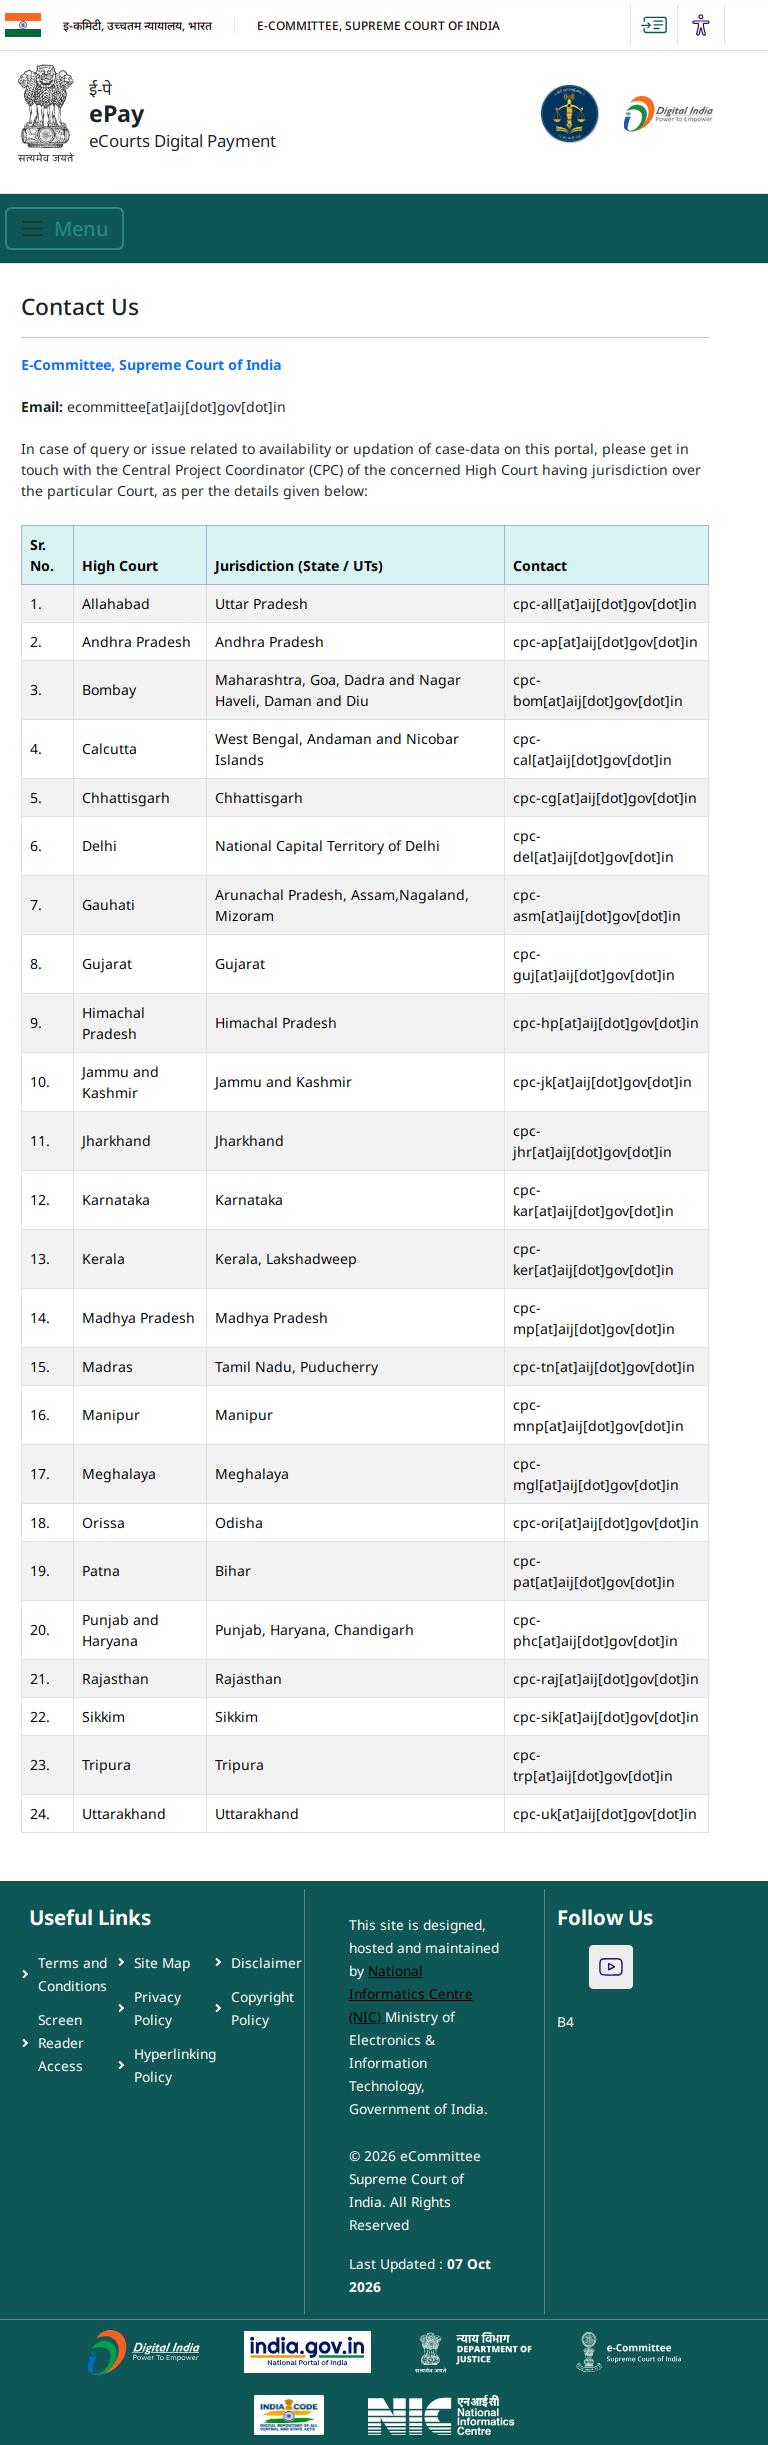 इ-कमिटी, उच्चतम न्यायालय, भारत
E-COMMITTEE, SUPREME COURT OF INDIA
सत्यमेव जयते
ई-पे
ePay
eCourts Digital Payment
Digital India
Power To Empower
Menu
Contact Us
E-Committee, Supreme Court of India
Email: ecommittee[at]aij[dot]gov[dot]in
In case of query or issue related to availability or updation of case-data on this portal, please get in
touch with the Central Project Coordinator (CPC) of the concerned High Court having jurisdiction over
the particular Court, as per the details given below:
Sr. No. High Court Jurisdiction (State / UTs) Contact
1. Allahabad Uttar Pradesh cpc-all[at]aij[dot]gov[dot]in
2. Andhra Pradesh Andhra Pradesh cpc-ap[at]aij[dot]gov[dot]in
3. Bombay Maharashtra, Goa, Dadra and Nagar Haveli, Daman and Diu cpc-bom[at]aij[dot]gov[dot]in
4. Calcutta West Bengal, Andaman and Nicobar Islands cpc-cal[at]aij[dot]gov[dot]in
5. Chhattisgarh Chhattisgarh cpc-cg[at]aij[dot]gov[dot]in
6. Delhi National Capital Territory of Delhi cpc-del[at]aij[dot]gov[dot]in
7. Gauhati Arunachal Pradesh, Assam,Nagaland, Mizoram cpc-asm[at]aij[dot]gov[dot]in
8. Gujarat Gujarat cpc-guj[at]aij[dot]gov[dot]in
9. Himachal Pradesh Himachal Pradesh cpc-hp[at]aij[dot]gov[dot]in
10. Jammu and Kashmir Jammu and Kashmir cpc-jk[at]aij[dot]gov[dot]in
11. Jharkhand Jharkhand cpc-jhr[at]aij[dot]gov[dot]in
12. Karnataka Karnataka cpc-kar[at]aij[dot]gov[dot]in
13. Kerala Kerala, Lakshadweep cpc-ker[at]aij[dot]gov[dot]in
14. Madhya Pradesh Madhya Pradesh cpc-mp[at]aij[dot]gov[dot]in
15. Madras Tamil Nadu, Puducherry cpc-tn[at]aij[dot]gov[dot]in
16. Manipur Manipur cpc-mnp[at]aij[dot]gov[dot]in
17. Meghalaya Meghalaya cpc-mgl[at]aij[dot]gov[dot]in
18. Orissa Odisha cpc-ori[at]aij[dot]gov[dot]in
19. Patna Bihar cpc-pat[at]aij[dot]gov[dot]in
20. Punjab and Haryana Punjab, Haryana, Chandigarh cpc-phc[at]aij[dot]gov[dot]in
21. Rajasthan Rajasthan cpc-raj[at]aij[dot]gov[dot]in
22. Sikkim Sikkim cpc-sik[at]aij[dot]gov[dot]in
23. Tripura Tripura cpc-trp[at]aij[dot]gov[dot]in
24. Uttarakhand Uttarakhand cpc-uk[at]aij[dot]gov[dot]in
Useful Links
Terms and
Conditions
Screen
Reader
Access
Site Map
Privacy
Policy
Hyperlinking
Policy
Disclaimer
Copyright
Policy
This site is designed,
hosted and maintained
by National
Informatics Centre
(NIC) Ministry of
Electronics &
Information
Technology,
Government of India.
© 2026 eCommittee
Supreme Court of
India. All Rights
Reserved
Last Updated : 07 Oct
2026
Follow Us
B4
Digital India
Power To Empower
india.gov.in
National Portal of India
सत्यमेव जयते
न्याय विभाग
DEPARTMENT OF
JUSTICE
e-Committee
Supreme Court of India
INDIA CODE
DIGITAL REPOSITORY OF ALL
CENTRAL AND STATE ACTS
NIC
एनआईसी
National
Informatics
Centre